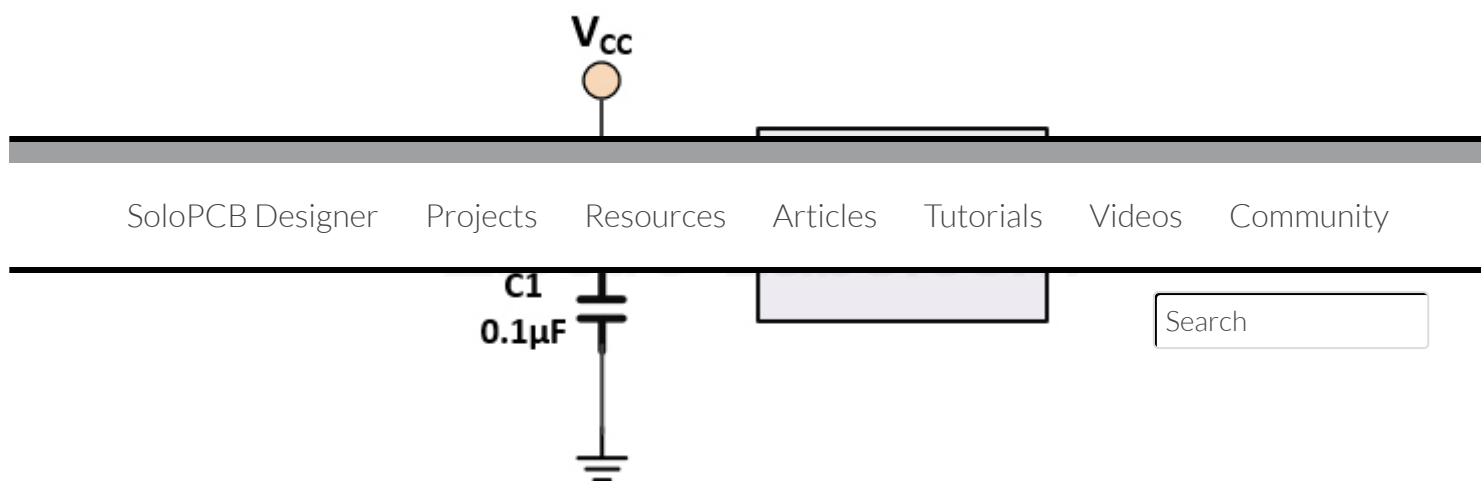 VCC
SoloPCB Designer Projects Resources Articles Tutorials Videos Community
C1
0.1µF
Search